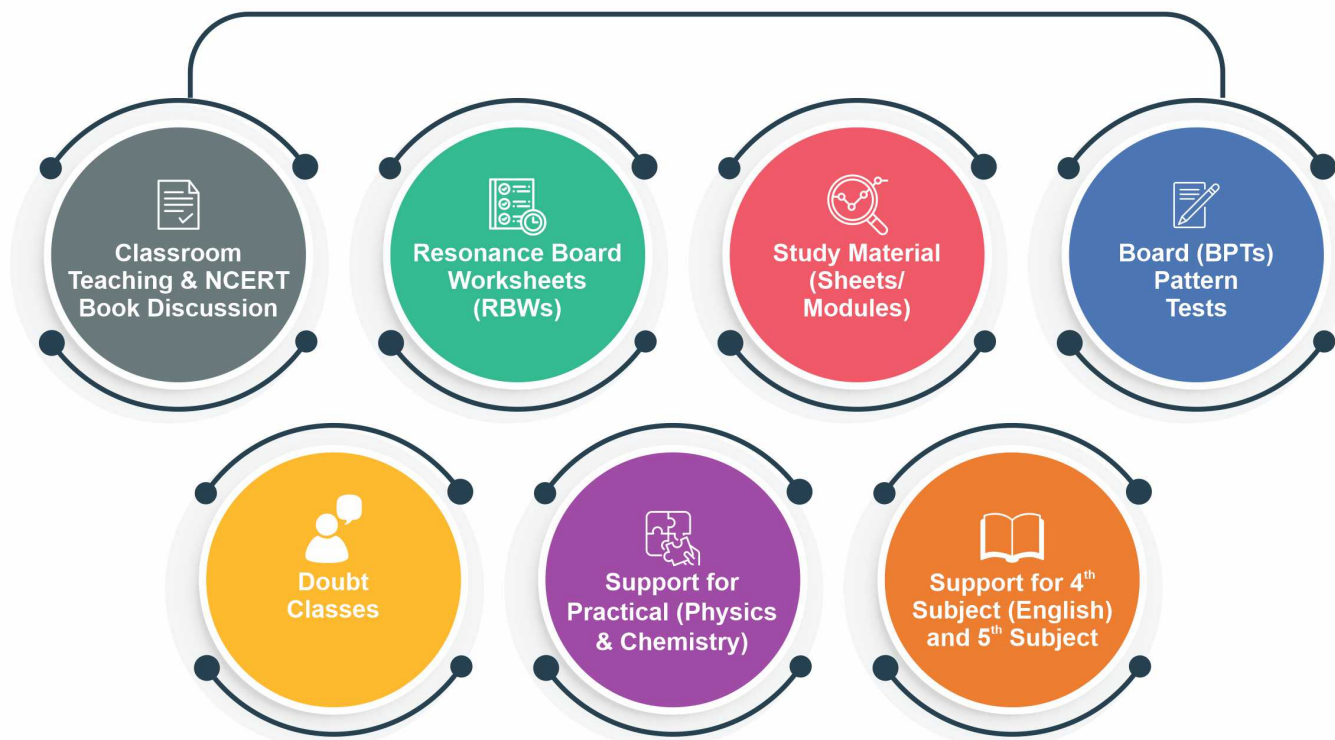 Classroom
Teaching & NCERT
Book Discussion
Resonance Board
Worksheets
(RBWs)
Study Material
(Sheets/
Modules)
Board (BPTs)
Pattern
Tests
Doubt
Classes
Support for
Practical (Physics
& Chemistry)
Support for 4th
Subject (English)
and 5th Subject